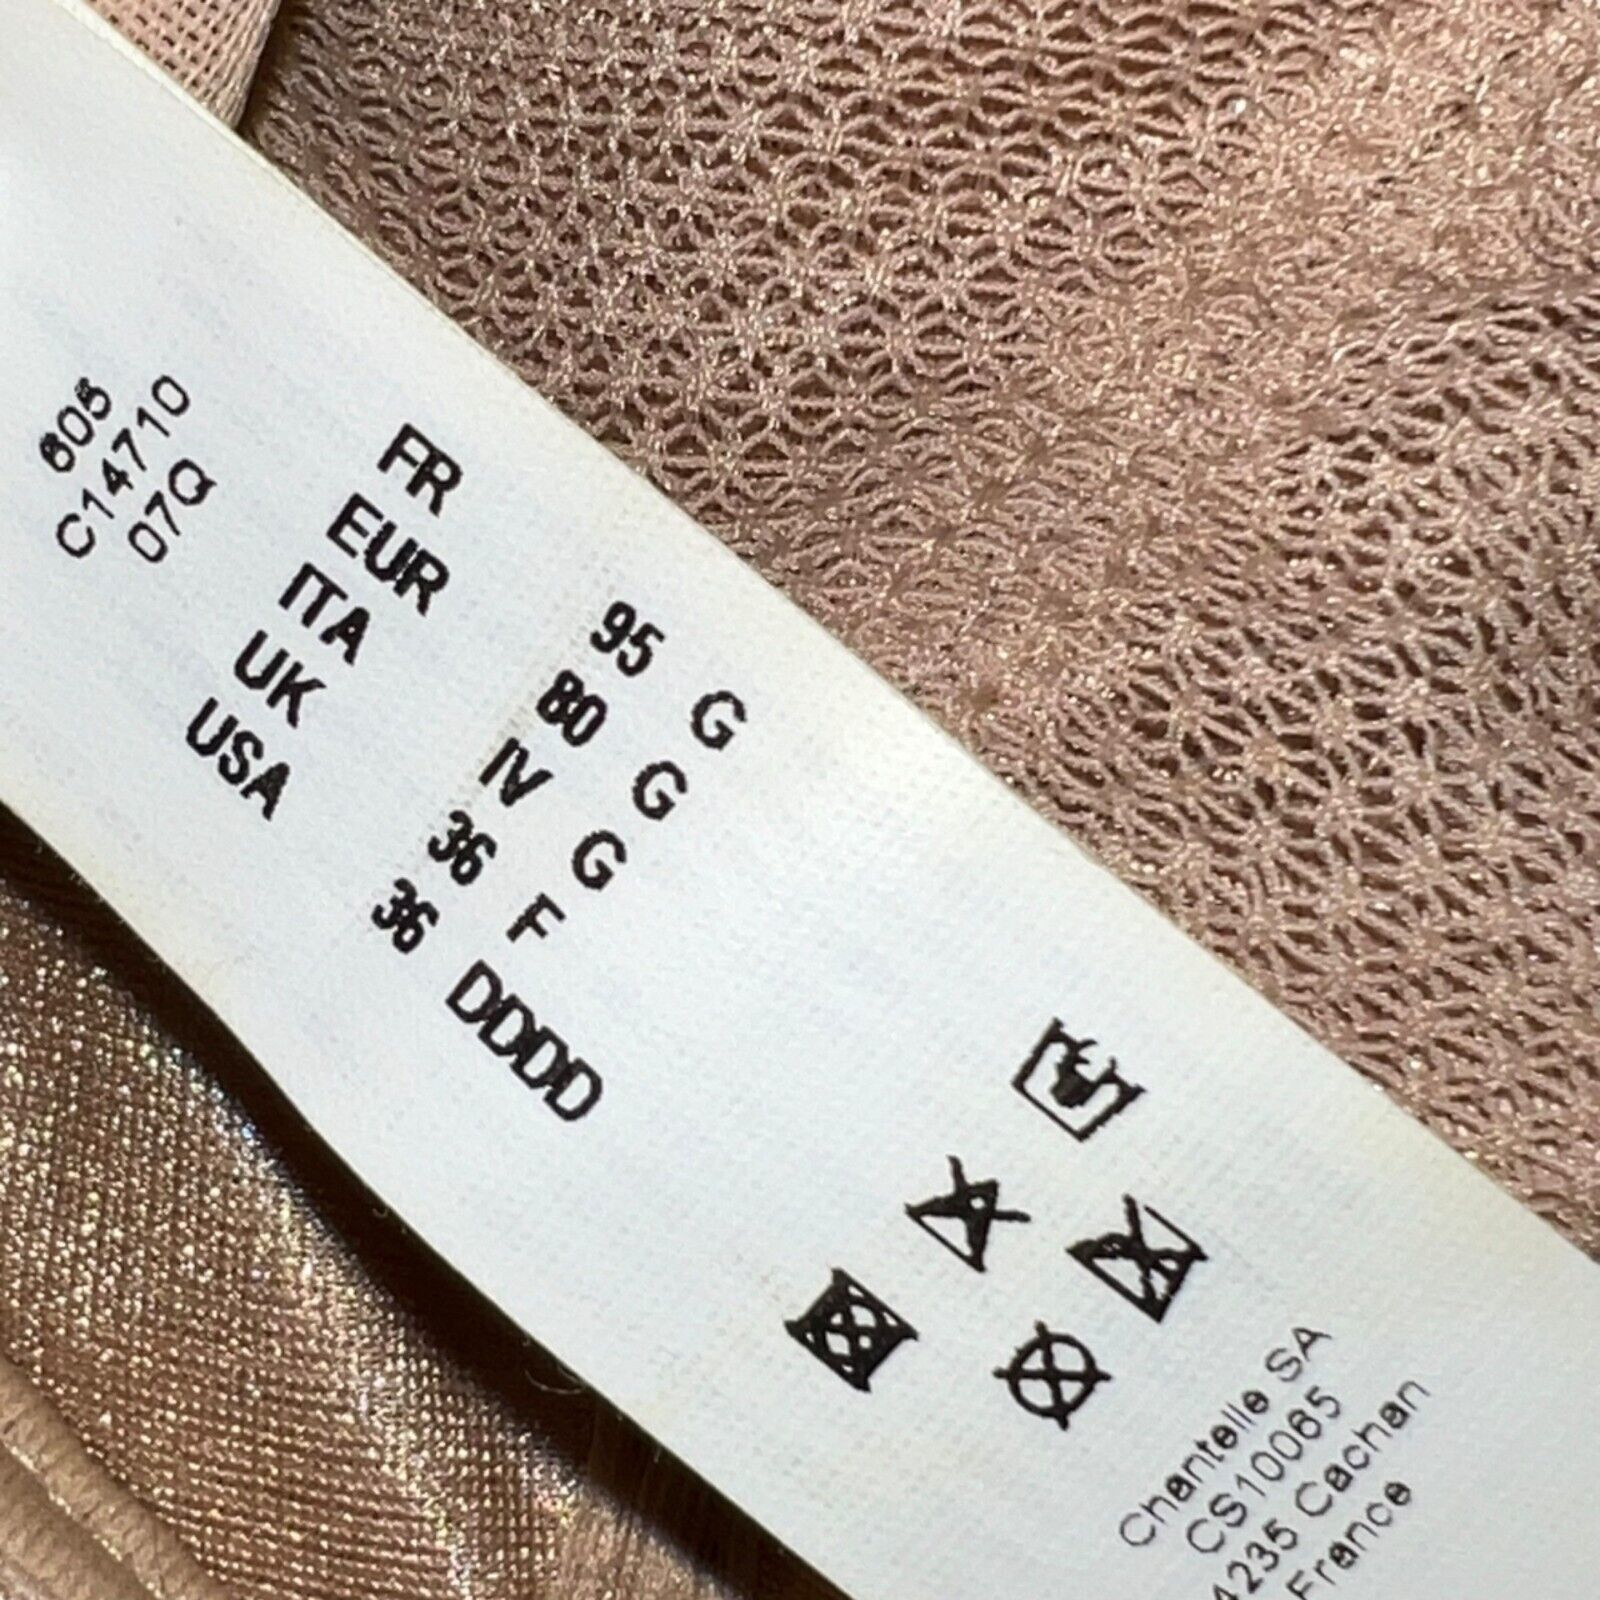 805
C14710
07Q
FR 95 G
EUR 80 G
ITA IV G
UK 36 F
USA 36 DDDD
Chantelle SA
CS10065
4235 Cachan
France